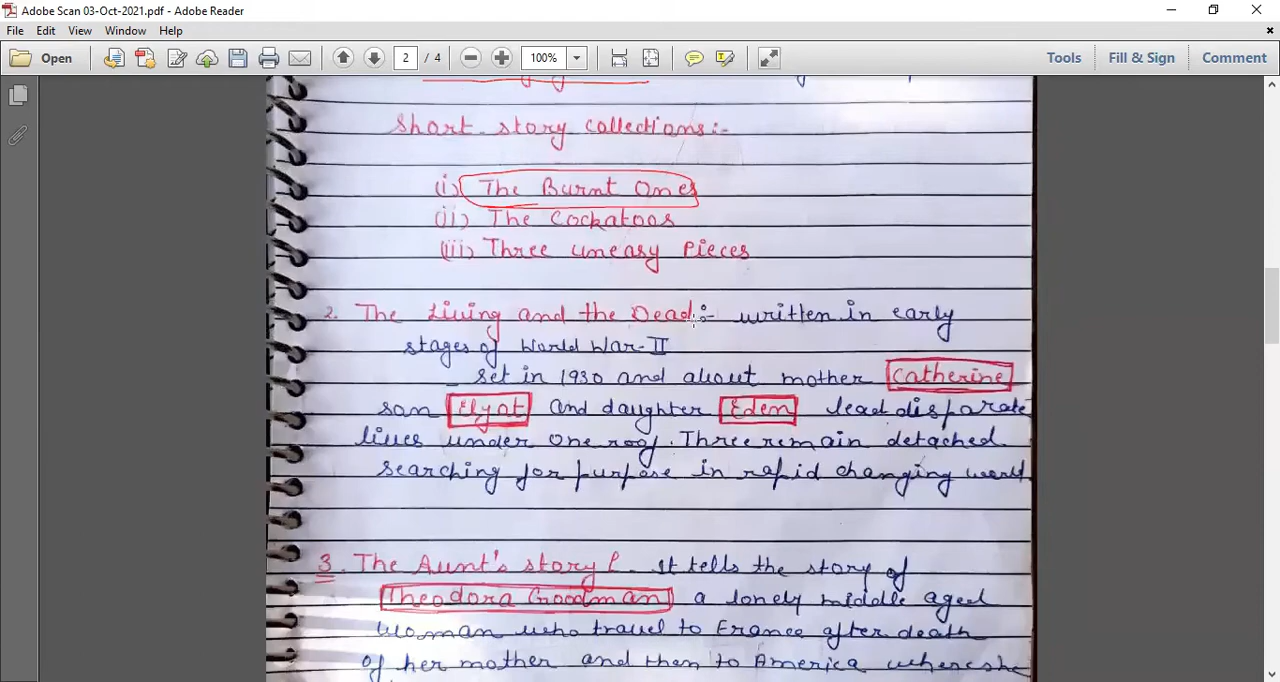 Adobe Scan 03-Oct-2021.pdf - Adobe Reader
File Edit View Window Help
Open 2 / 4 100% Tools Fill & Sign Comment
Short story collections:-
(i) The Burnt Ones
(ii) The Cockatoos
(iii) Three uneasy Pieces
2. The Living and the Dead:- written in early
stages of World War-II
- set in 1930 and about mother Catherine
son Elyot and daughter Eden lead disparate
lives under one roof. Three remain detached
searching for purpose in rapid changing world
3. The Aunt's story It tells the story of
Theodora Goodman a lonely middle aged
woman who travel to France after death
of her mother and then to America where she